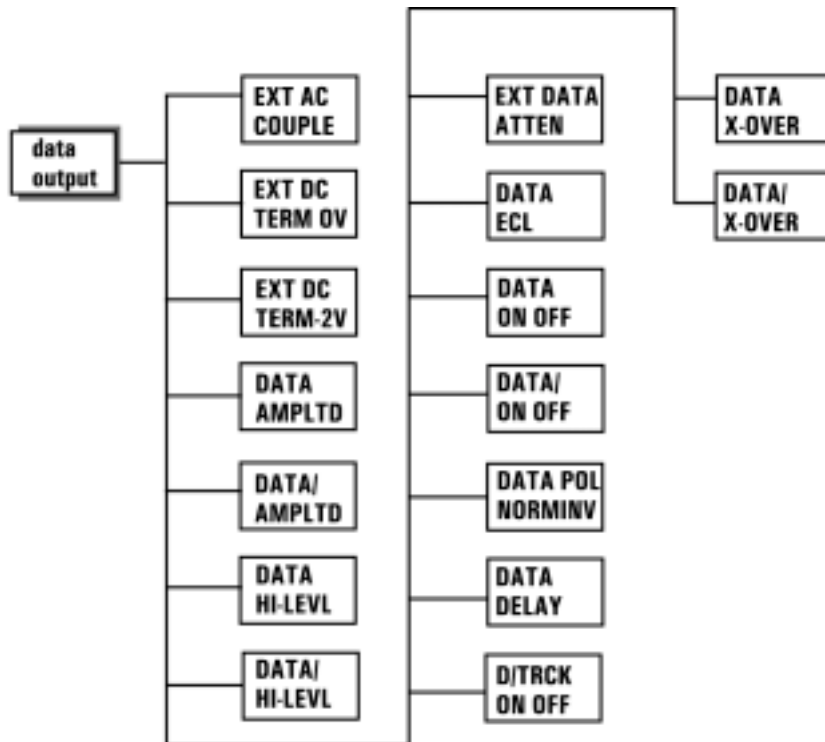 data
output
EXT AC
COUPLE
EXT DC
TERM 0V
EXT DC
TERM-2V
DATA
AMPLTD
DATA/
AMPLTD
DATA
HI-LEVL
DATA/
HI-LEVL
EXT DATA
ATTEN
DATA
ECL
DATA
ON OFF
DATA/
ON OFF
DATA POL
NORMINV
DATA
DELAY
D/TRCK
ON OFF
DATA
X-OVER
DATA/
X-OVER